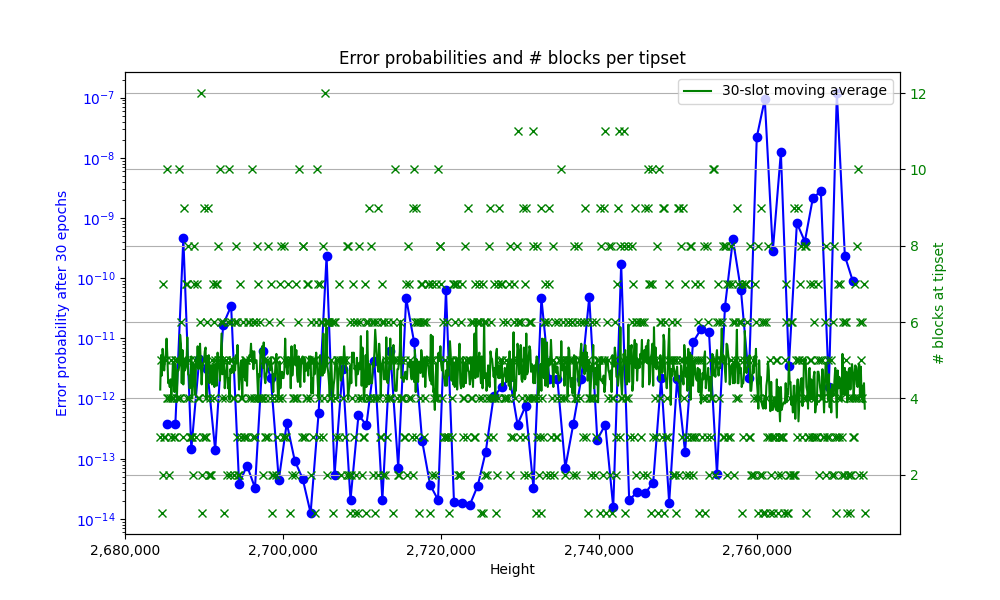 Error probabilities and # blocks per tipset
30-slot moving average
Error probability after 30 epochs
10⁻⁷
10⁻⁸
10⁻⁹
10⁻¹⁰
10⁻¹¹
10⁻¹²
10⁻¹³
10⁻¹⁴
12
10
8
6
4
2
# blocks at tipset
2,680,000 2,700,000 2,720,000 2,740,000 2,760,000
Height